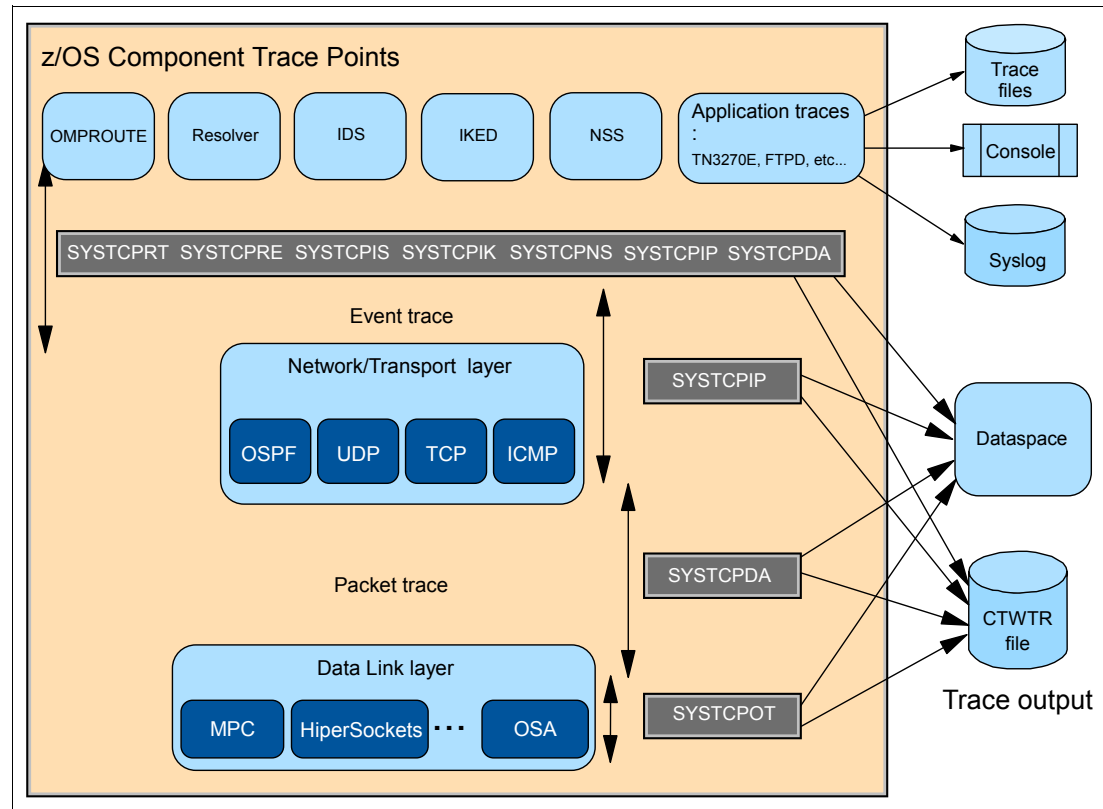 z/OS Component Trace Points
OMPROUTE
Resolver
IDS
IKED
NSS
Application traces
:
TN3270E, FTPD, etc...
Trace
files
Console
Syslog
SYSTCPRT SYSTCPRE SYSTCPIS SYSTCPIK SYSTCPNS SYSTCPIP SYSTCPDA
Event trace
Network/Transport layer
OSPF
UDP
TCP
ICMP
SYSTCPIP
Dataspace
Packet trace
SYSTCPDA
CTWTR
file
Trace output
Data Link layer
MPC
HiperSockets
...
OSA
SYSTCPOT